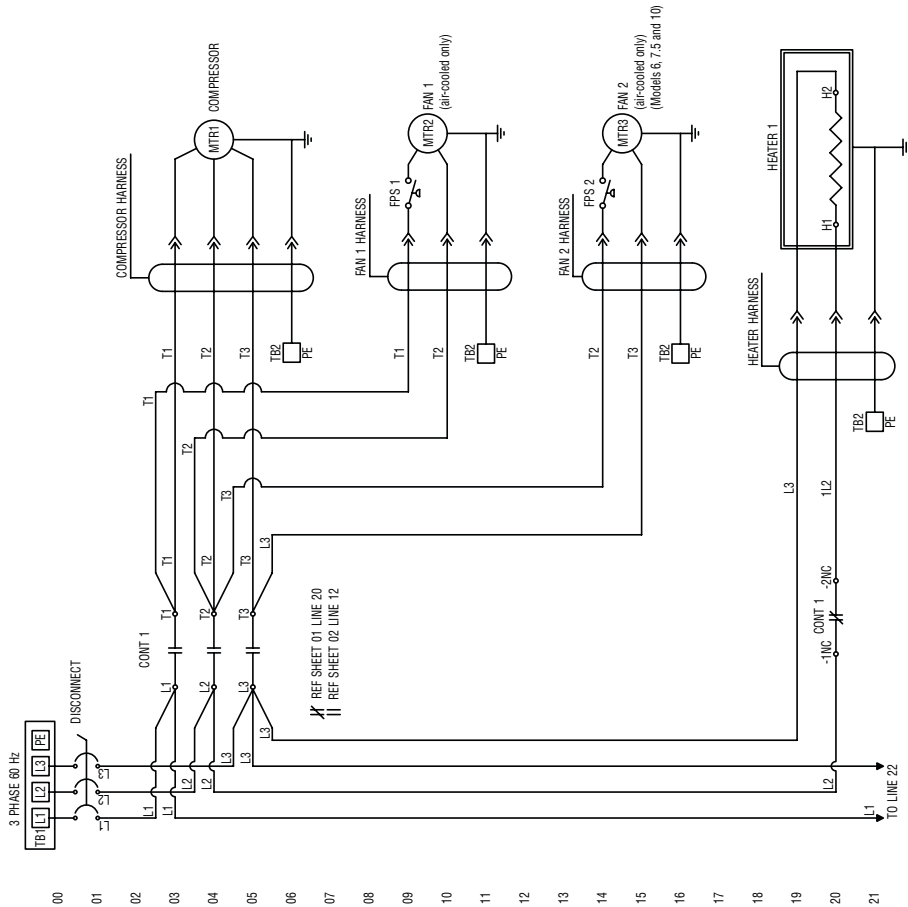 3 PHASE 60 Hz
TB1 L1 L2 L3 PE
DISCONNECT
L1 L2 L3
00
01
02
03
04
05
06
07
08
09
10
11
12
13
14
15
16
17
18
19
20
21
L1
L1
L2
L2
L3
L3
L3
CONT 1
L1
L2
L3
T1
T2
T3
T1
T2
T3
T1
T2
T3
L3
T1
T2
T3
COMPRESSOR HARNESS
MTR1
COMPRESSOR
TB2
PE
REF SHEET 01 LINE 20
REF SHEET 02 LINE 12
FAN 1 HARNESS
T1
T2
FPS 1
MTR2
FAN 1
(air-cooled only)
TB2
PE
FAN 2 HARNESS
T2
T3
FPS 2
MTR3
FAN 2
(air-cooled only)
(Models 6, 7.5 and 10)
TB2
PE
HEATER HARNESS
HEATER 1
L3
L2
-1NC
CONT 1
-2NC
1L2
H1
H2
TB2
PE
L1
TO LINE 22